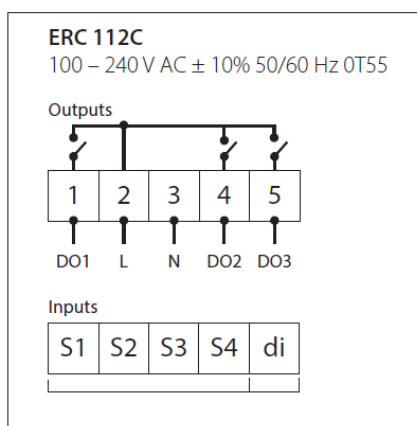 ERC 112C
100 – 240 V AC ± 10% 50/60 Hz 0T55
Outputs
1 2 3 4 5
DO1 L N DO2 DO3
Inputs
S1 S2 S3 S4 di